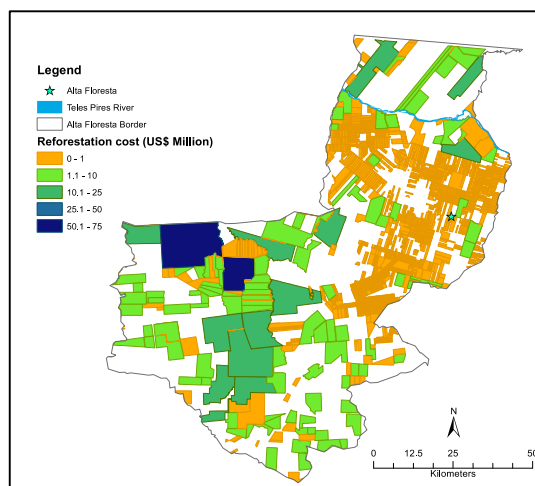 Legend
Alta Floresta
Teles Pires River
Alta Floresta Border
Reforestation cost (US$ Million)
0 - 1
1.1 - 10
10.1 - 25
25.1 - 50
50.1 - 75
N
0 12.5 25 50
Kilometers